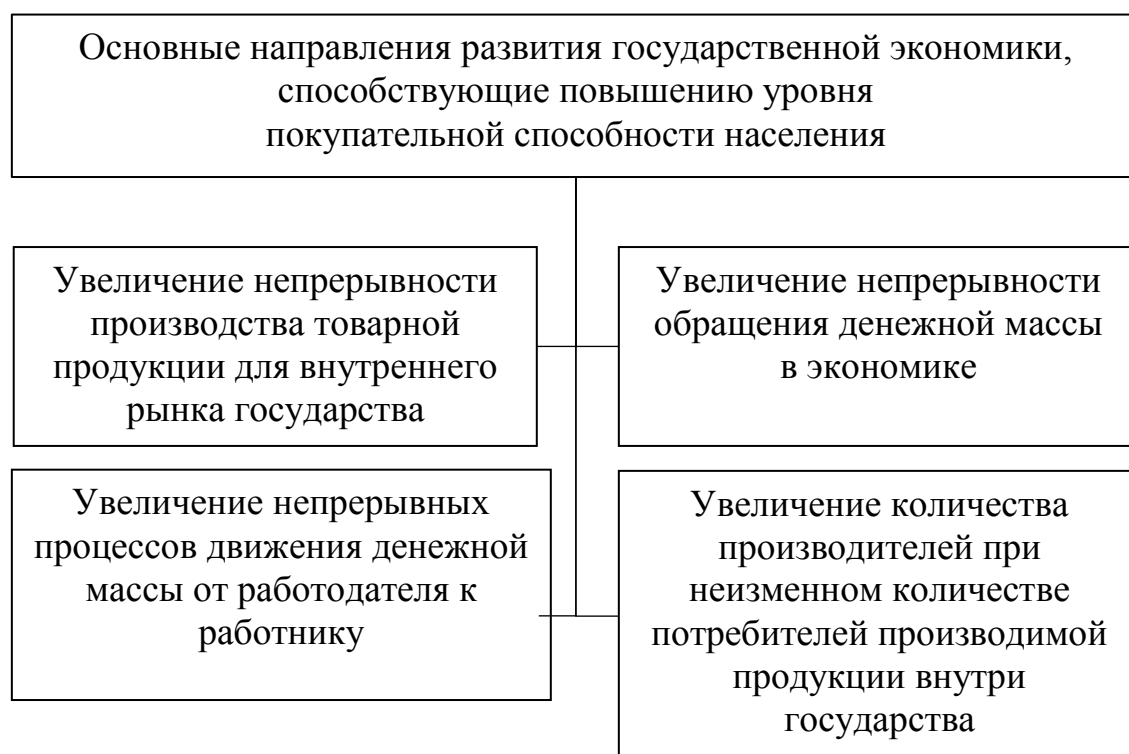 Основные направления развития государственной экономики,
способствующие повышению уровня
покупательной способности населения
Увеличение непрерывности
производства товарной
продукции для внутреннего
рынка государства
Увеличение непрерывности
обращения денежной массы
в экономике
Увеличение непрерывных
процессов движения денежной
массы от работодателя к
работнику
Увеличение количества
производителей при
неизменном количестве
потребителей производимой
продукции внутри
государства